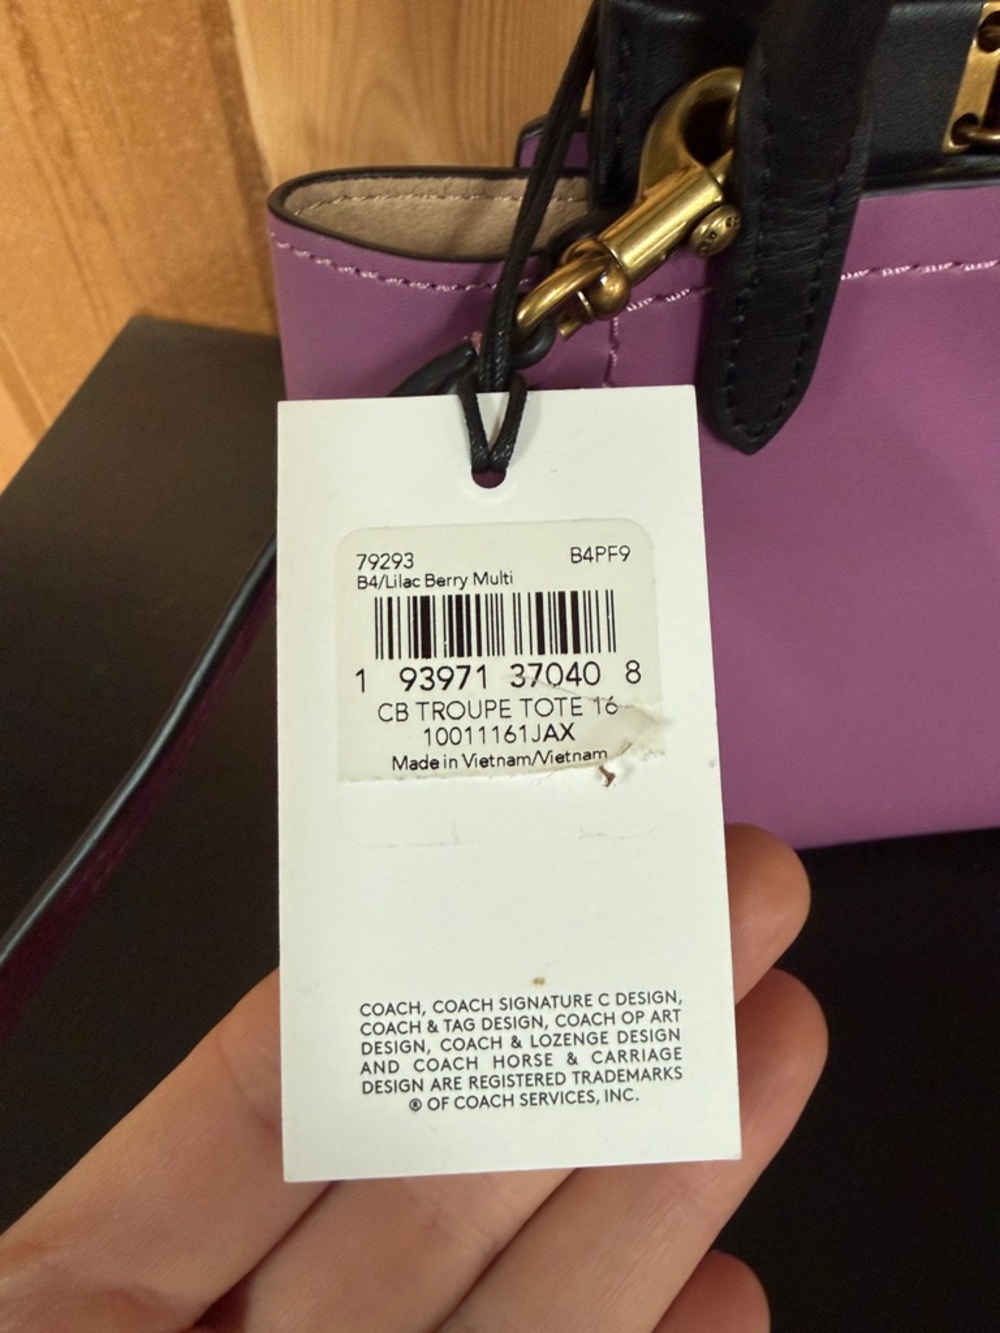 79293 B4PF9
B4/Lilac Berry Multi
1 93971 37040 8
CB TROUPE TOTE 16
10011161JAX
Made in Vietnam/Vietnam
COACH, COACH SIGNATURE C DESIGN,
COACH & TAG DESIGN, COACH OP ART
DESIGN, COACH & LOZENGE DESIGN
AND COACH HORSE & CARRIAGE
DESIGN ARE REGISTERED TRADEMARKS
® OF COACH SERVICES, INC.